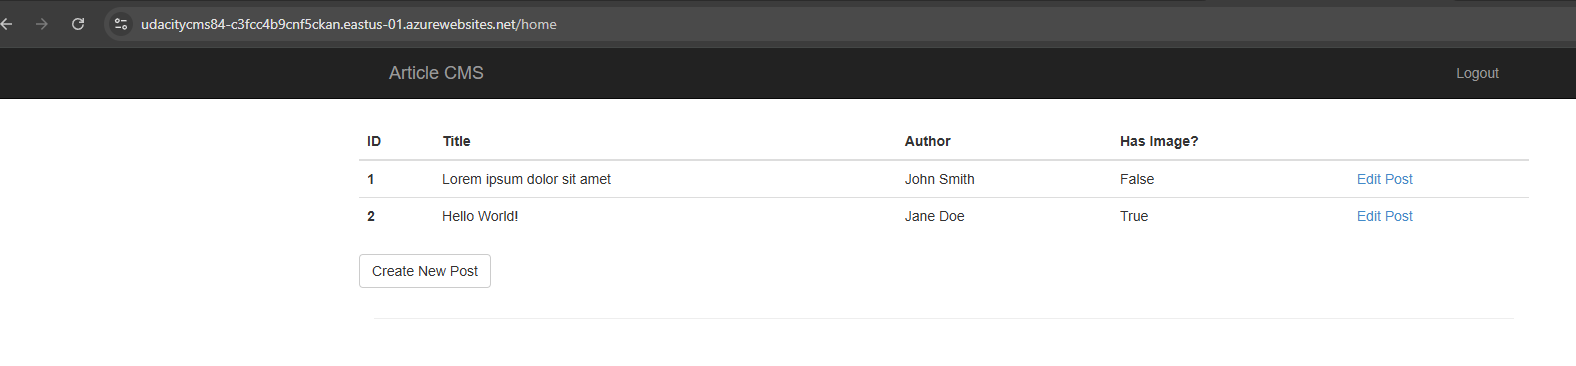 udacitycms84-c3fcc4b9cnf5ckan.eastus-01.azurewebsites.net/home
Article CMS Logout
ID Title Author Has Image?
1 Lorem ipsum dolor sit amet John Smith False Edit Post
2 Hello World! Jane Doe True Edit Post
Create New Post